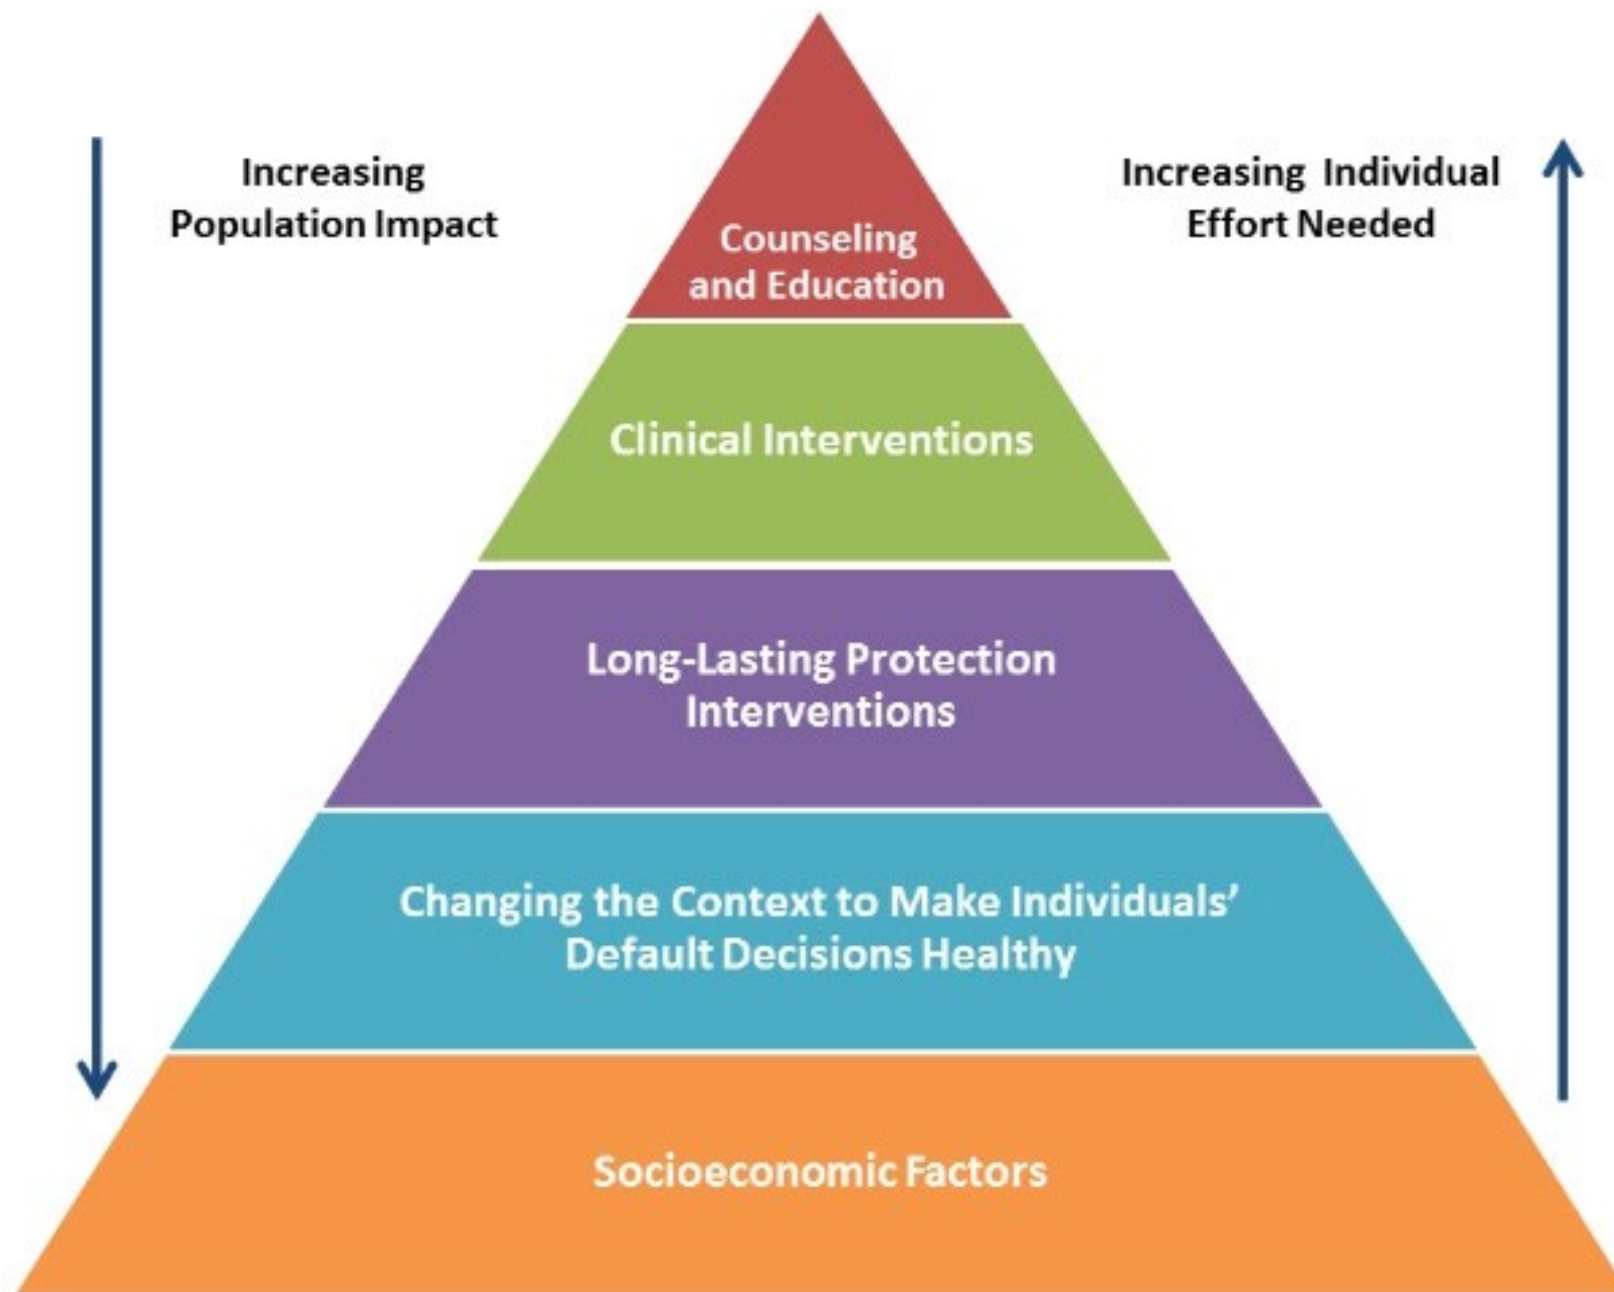 Increasing
Population Impact
Increasing Individual
Effort Needed
Counseling
and Education
Clinical Interventions
Long-Lasting Protection
Interventions
Changing the Context to Make Individuals’
Default Decisions Healthy
Socioeconomic Factors